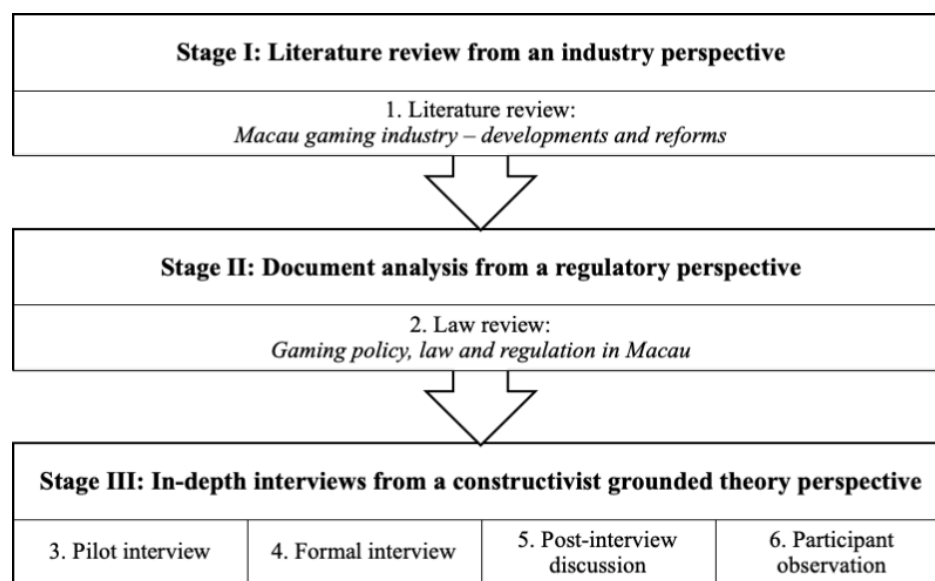 Stage I: Literature review from an industry perspective
1. Literature review:
Macau gaming industry – developments and reforms
Stage II: Document analysis from a regulatory perspective
2. Law review:
Gaming policy, law and regulation in Macau
Stage III: In-depth interviews from a constructivist grounded theory perspective
3. Pilot interview
4. Formal interview
5. Post-interview
discussion
6. Participant
observation